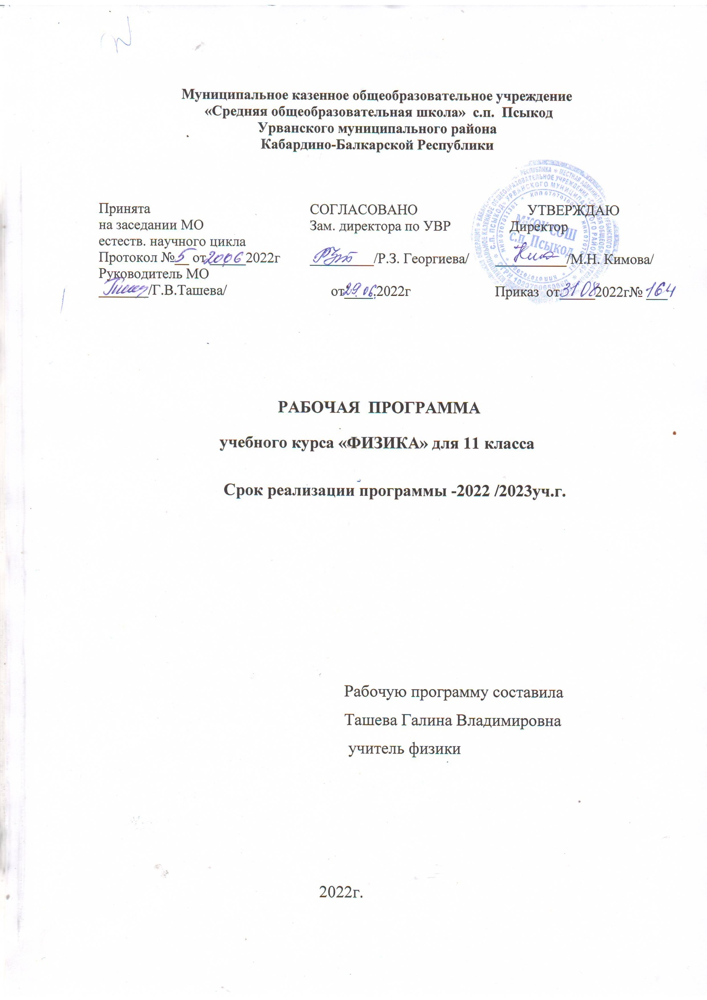 Муниципальное казенное общеобразовательное учреждение
«Средняя общеобразовательная школа» с.п. Псыкод
Урванского муниципального района
Кабардино-Балкарской Республики
Принята
на заседании МО
естеств. научного цикла
Протокол № 5 от 20 06 2022г
Руководитель МО
/Г.В.Ташева/
СОГЛАСОВАНО
Зам. директора по УВР
/Р.З. Георгиева/
от 29.06.2022г
УТВЕРЖДАЮ
Директор
/М.Н. Кимова/
Приказ от 31 08 2022г№ 164
МКОУ СОШ
с.п. Псыкод
РАБОЧАЯ ПРОГРАММА
учебного курса «ФИЗИКА» для 11 класса
Срок реализации программы -2022 /2023уч.г.
Рабочую программу составила
Ташева Галина Владимировна
учитель физики
2022г.